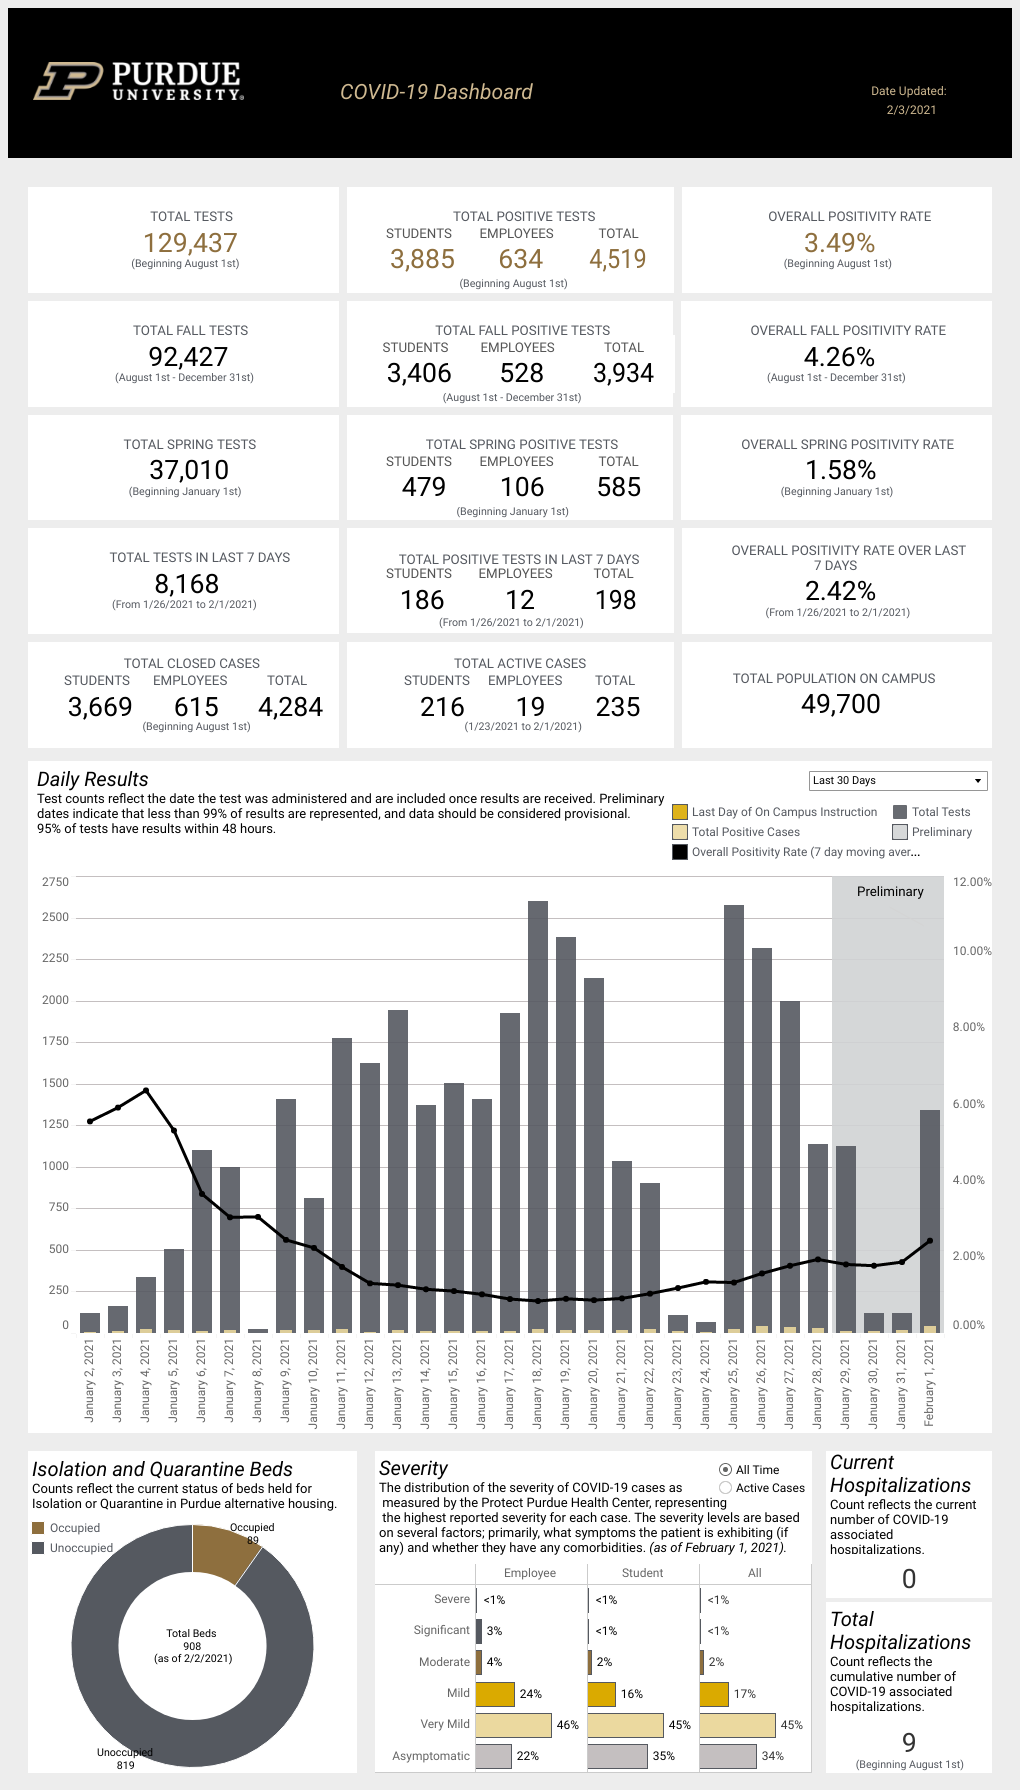 PURDUE
UNIVERSITY®
COVID-19 Dashboard
Date Updated:
2/3/2021
TOTAL TESTS
129,437
(Beginning August 1st)
TOTAL POSITIVE TESTS
STUDENTS EMPLOYEES TOTAL
3,885 634 4,519
(Beginning August 1st)
OVERALL POSITIVITY RATE
3.49%
(Beginning August 1st)
TOTAL FALL TESTS
92,427
(August 1st - December 31st)
TOTAL FALL POSITIVE TESTS
STUDENTS EMPLOYEES TOTAL
3,406 528 3,934
(August 1st - December 31st)
OVERALL FALL POSITIVITY RATE
4.26%
(August 1st - December 31st)
TOTAL SPRING TESTS
37,010
(Beginning January 1st)
TOTAL SPRING POSITIVE TESTS
STUDENTS EMPLOYEES TOTAL
479 106 585
(Beginning January 1st)
OVERALL SPRING POSITIVITY RATE
1.58%
(Beginning January 1st)
TOTAL TESTS IN LAST 7 DAYS
8,168
(From 1/26/2021 to 2/1/2021)
TOTAL POSITIVE TESTS IN LAST 7 DAYS
STUDENTS EMPLOYEES TOTAL
186 12 198
(From 1/26/2021 to 2/1/2021)
OVERALL POSITIVITY RATE OVER LAST
7 DAYS
2.42%
(From 1/26/2021 to 2/1/2021)
TOTAL CLOSED CASES
STUDENTS EMPLOYEES TOTAL
3,669 615 4,284
(Beginning August 1st)
TOTAL ACTIVE CASES
STUDENTS EMPLOYEES TOTAL
216 19 235
(1/23/2021 to 2/1/2021)
TOTAL POPULATION ON CAMPUS
49,700
Daily Results
Test counts reflect the date the test was administered and are included once results are received. Preliminary
dates indicate that less than 99% of results are represented, and data should be considered provisional.
95% of tests have results within 48 hours.
Last 30 Days
Last Day of On Campus Instruction
Total Tests
Total Positive Cases
Preliminary
Overall Positivity Rate (7 day moving aver...
2750
2500
2250
2000
1750
1500
1250
1000
750
500
250
0
Preliminary
12.00%
10.00%
8.00%
6.00%
4.00%
2.00%
0.00%
January 2, 2021
January 3, 2021
January 4, 2021
January 5, 2021
January 6, 2021
January 7, 2021
January 8, 2021
January 9, 2021
January 10, 2021
January 11, 2021
January 12, 2021
January 13, 2021
January 14, 2021
January 15, 2021
January 16, 2021
January 17, 2021
January 18, 2021
January 19, 2021
January 20, 2021
January 21, 2021
January 22, 2021
January 23, 2021
January 24, 2021
January 25, 2021
January 26, 2021
January 27, 2021
January 28, 2021
January 29, 2021
January 30, 2021
January 31, 2021
February 1, 2021
Isolation and Quarantine Beds
Counts reflect the current status of beds held for
Isolation or Quarantine in Purdue alternative housing.
Occupied
Unoccupied
Occupied
89
Total Beds
908
(as of 2/2/2021)
Unoccupied
819
Severity
All Time
Active Cases
The distribution of the severity of COVID-19 cases as
measured by the Protect Purdue Health Center, representing
the highest reported severity for each case. The severity levels are based
on several factors; primarily, what symptoms the patient is exhibiting (if
any) and whether they have any comorbidities. (as of February 1, 2021).
Employee Student All
Severe <1% <1% <1%
Significant 3% <1% <1%
Moderate 4% 2% 2%
Mild 24% 16% 17%
Very Mild 46% 45% 45%
Asymptomatic 22% 35% 34%
Current
Hospitalizations
Count reflects the current
number of COVID-19
associated
hospitalizations.
0
Total
Hospitalizations
Count reflects the
cumulative number of
COVID-19 associated
hospitalizations.
9
(Beginning August 1st)